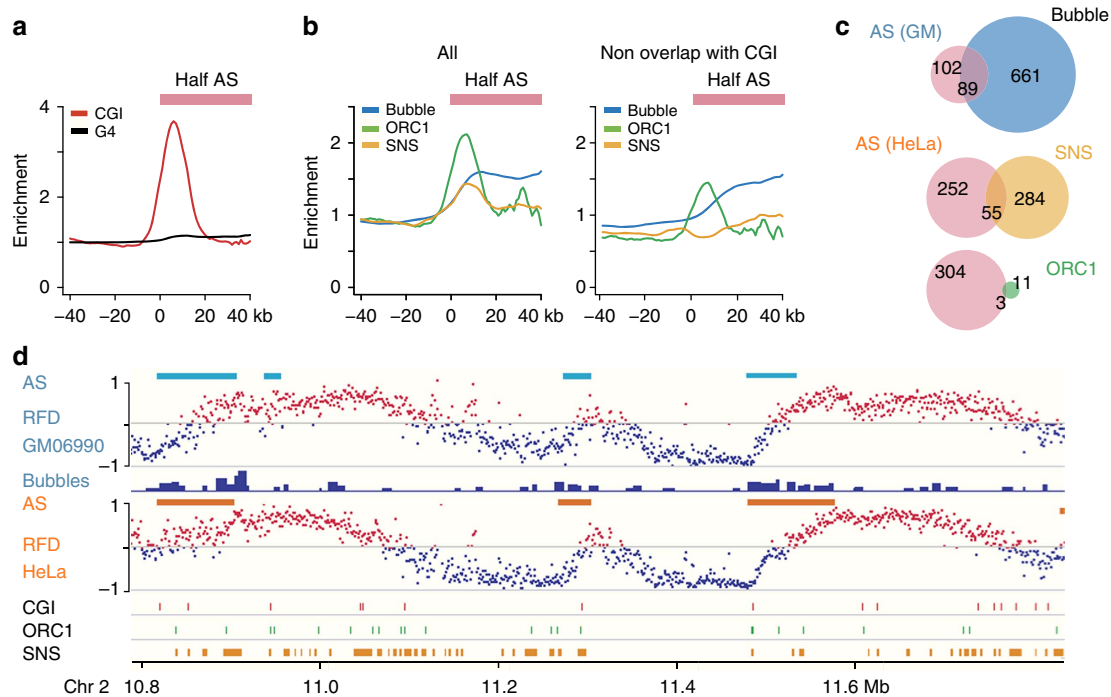 a
Half AS
4
2
0
Enrichment
CGI
G4
−40
−20
0
20
40 kb
b
All
Half AS
2
1
0
Enrichment
Bubble
ORC1
SNS
−40
−20
0
20
40
Non overlap with CGI
Half AS
2
1
0
Bubble
ORC1
SNS
−40
−20
0
20
40 kb
c
Bubble
AS (GM)
102
89
661
AS (HeLa)
SNS
252
55
284
ORC1
304
11
3
d
AS
1
RFD
GM06990
−1
Bubbles
AS
1
RFD
HeLa
−1
CGI
ORC1
SNS
Chr 2
10.8
11.0
11.2
11.4
11.6 Mb